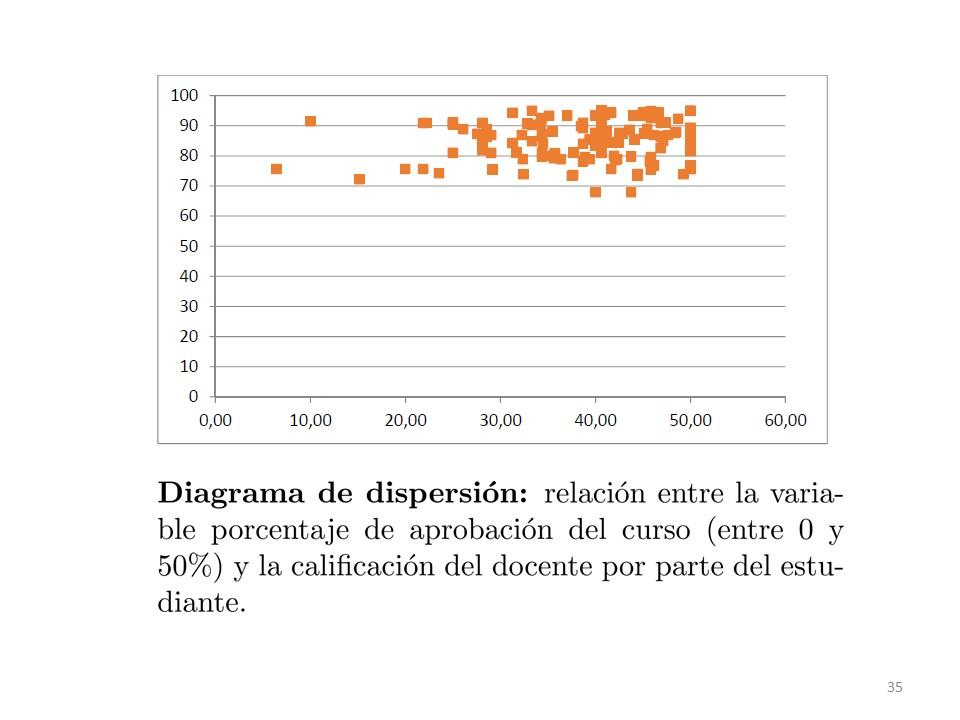 100
90
80
70
60
50
40
30
20
10
0
0,00 10,00 20,00 30,00 40,00 50,00 60,00
Diagrama de dispersión: relación entre la varia-
ble porcentaje de aprobación del curso (entre 0 y
50%) y la calificación del docente por parte del estu-
diante.
35